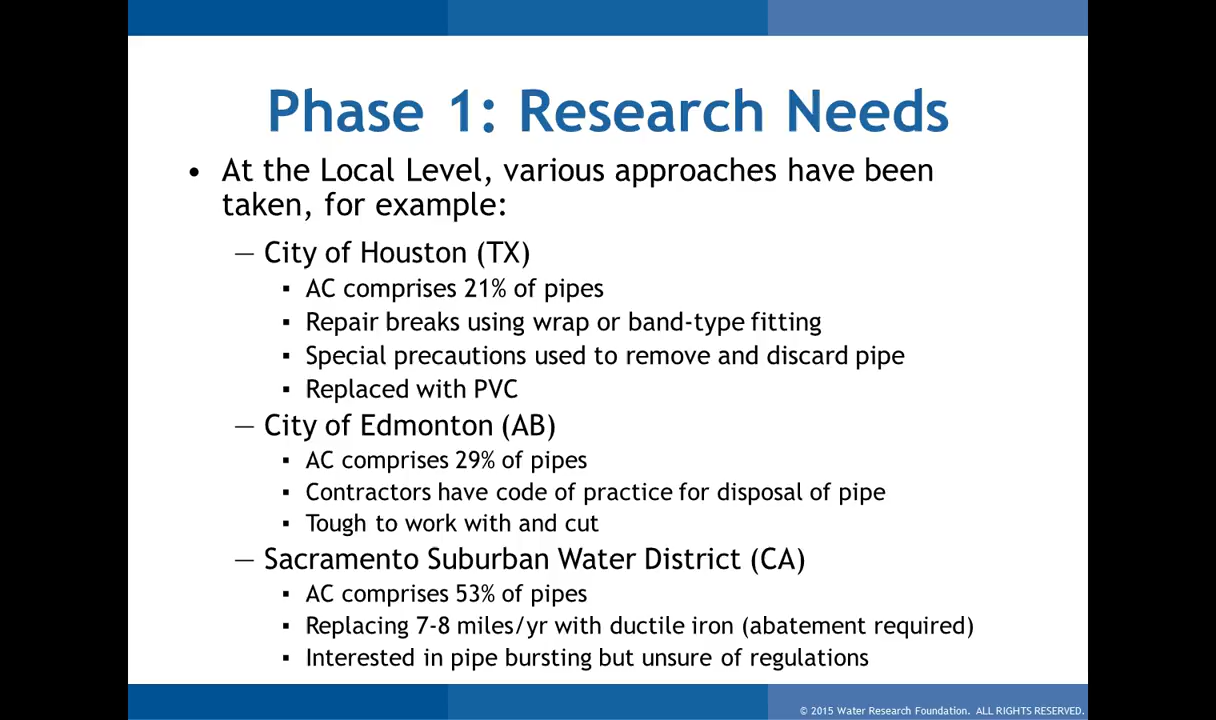 Phase 1: Research Needs
• At the Local Level, various approaches have been
taken, for example:
— City of Houston (TX)
▪ AC comprises 21% of pipes
▪ Repair breaks using wrap or band-type fitting
▪ Special precautions used to remove and discard pipe
▪ Replaced with PVC
— City of Edmonton (AB)
▪ AC comprises 29% of pipes
▪ Contractors have code of practice for disposal of pipe
▪ Tough to work with and cut
— Sacramento Suburban Water District (CA)
▪ AC comprises 53% of pipes
▪ Replacing 7-8 miles/yr with ductile iron (abatement required)
▪ Interested in pipe bursting but unsure of regulations
© 2015 Water Research Foundation. ALL RIGHTS RESERVED.